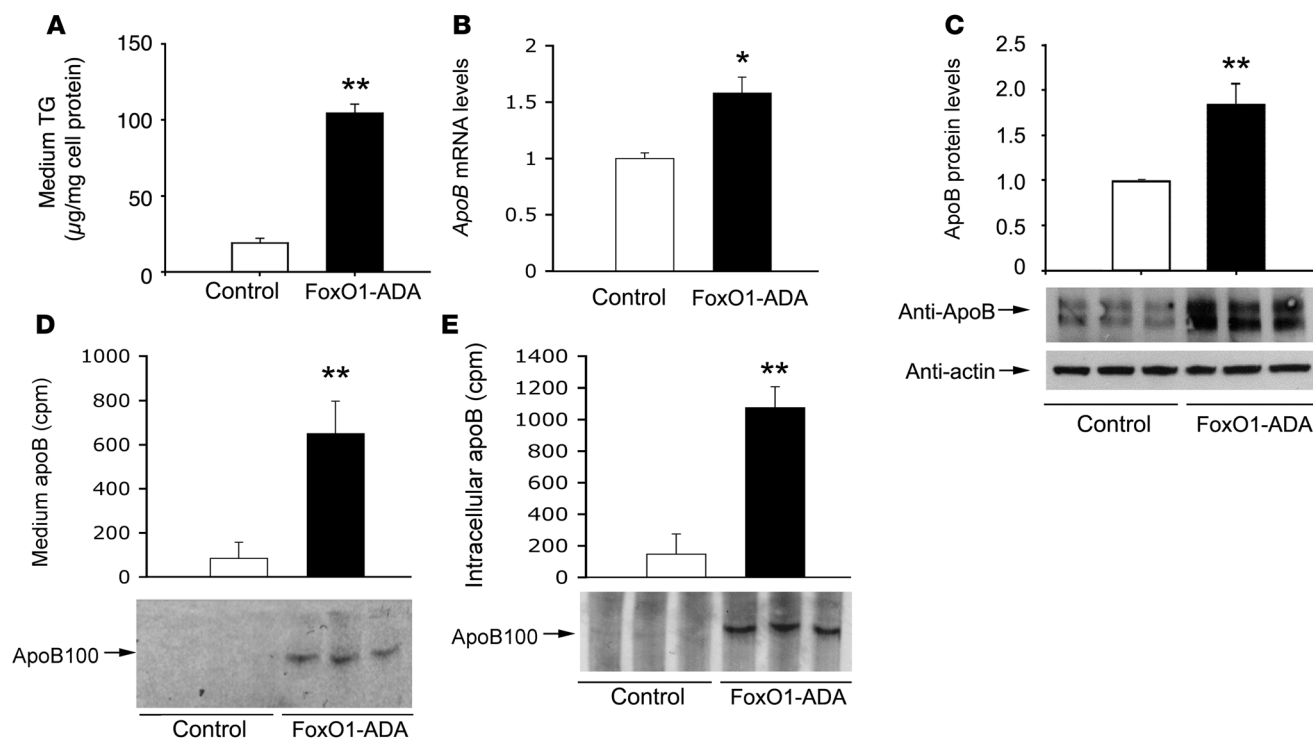 A
Medium TG
(µg/mg cell protein)
150
100
50
0
**
Control
FoxO1-ADA
B
ApoB mRNA levels
2
1.5
1
0.5
0
*
Control
FoxO1-ADA
C
ApoB protein levels
2.5
2.0
1.5
1.0
0.5
0
**
Anti-ApoB
Anti-actin
Control
FoxO1-ADA
D
Medium apoB (cpm)
1000
800
600
400
200
0
**
ApoB100
Control
FoxO1-ADA
E
Intracellular apoB (cpm)
1400
1200
1000
800
600
400
200
0
**
ApoB100
Control
FoxO1-ADA